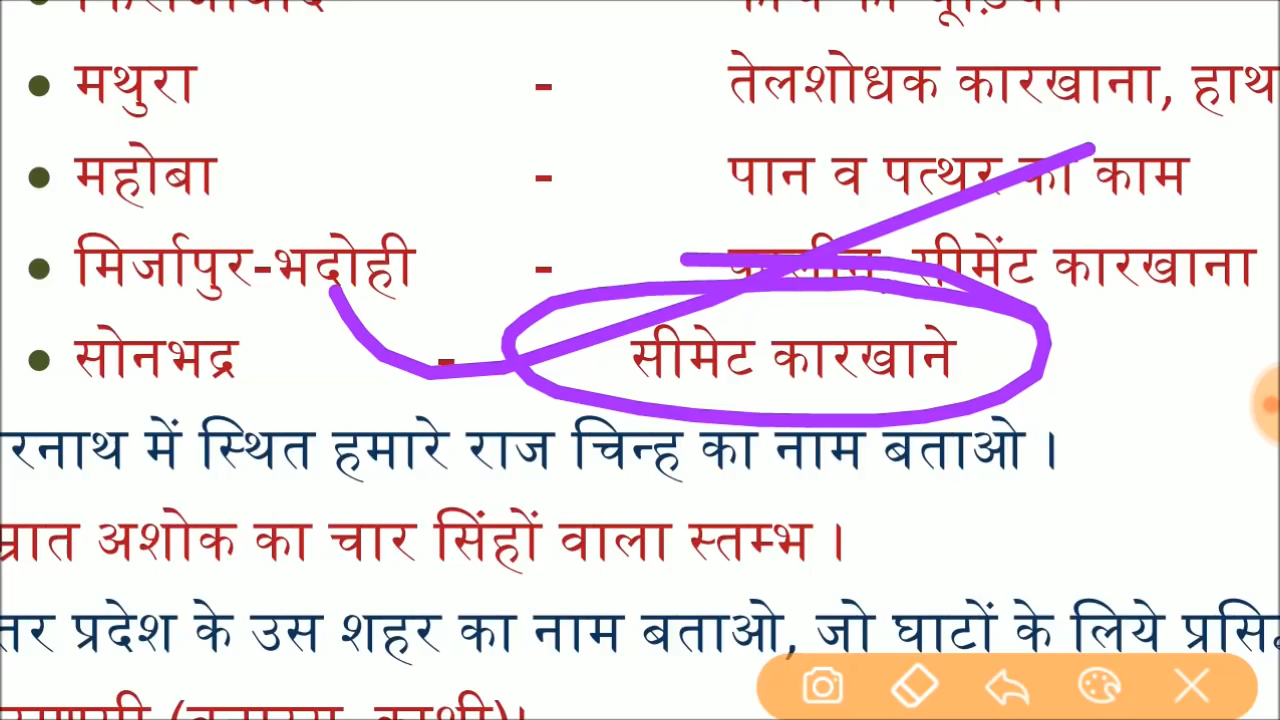 मथुरा - तेलशोधक कारखाना, हाथ
महोबा - पान व पत्थर का काम
मिर्जापुर-भदोही - सीमेंट कारखाना
सोनभद्र - सीमेट कारखाने
रनाथ में स्थित हमारे राज चिन्ह का नाम बताओ ।
म्रात अशोक का चार सिंहों वाला स्तम्भ ।
तर प्रदेश के उस शहर का नाम बताओ, जो घाटों के लिये